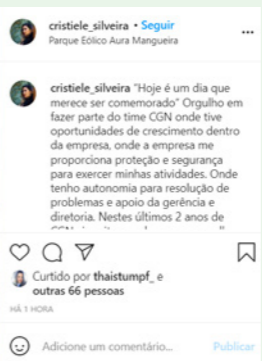 cristiele_silveira • Seguir
Parque Eólico Aura Mangueira
cristiele_silveira "Hoje é um dia que
merece ser comemorado" Orgulho em
fazer parte do time CGN onde tive
oportunidades de crescimento dentro
da empresa, onde a empresa me
proporciona proteção e segurança
para exercer minhas atividades. Onde
tenho autonomia para resolução de
problemas e apoio da gerência e
diretoria. Nestes últimos 2 anos de
Curtido por thaistumpf_ e
outras 66 pessoas
HÁ 1 HORA
Adicione um comentário... Publicar